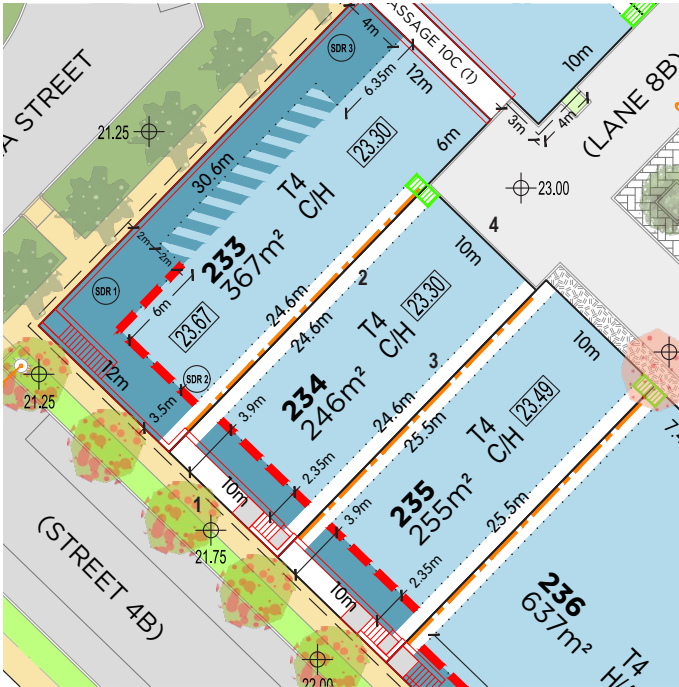 ASSAGE 10C (1)
4m
SDR 3
6.35m
12m
10m
(LANE 8B)
A STREET
21.25
3m
4m
23.30
6m
30.6m
T4
C/H
23.00
4
2m
2m
233
367m²
10m
2
SDR 1
6m
23.67
24.6m
24.6m
T4
C/H
23.30
3
10m
12m
SDR 2
3.5m
3.9m
234
246m²
24.6m
25.5m
T4
C/H
23.49
21.25
7.
2.35m
10m
1
3.9m
235
255m²
25.5m
21.75
(STREET 4B)
2.35m
10m
236
637m²
T4
22.00